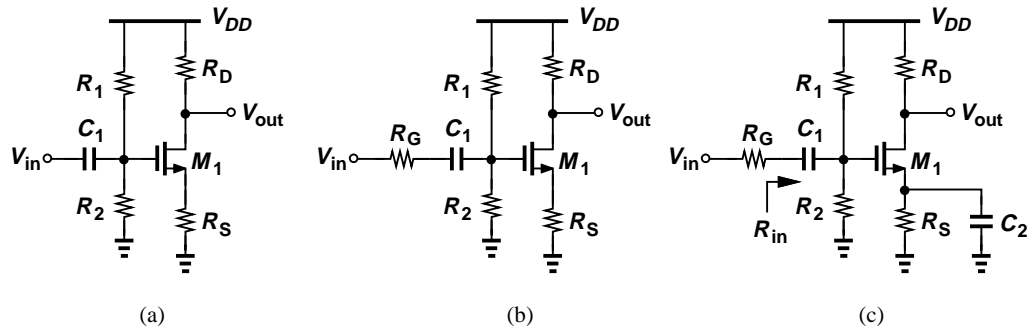 V_DD
R_1
R_D
V_out
C_1
V_in
M_1
R_2
R_S
(a)
V_DD
R_1
R_D
V_out
R_G
C_1
V_in
M_1
R_2
R_S
(b)
V_DD
R_1
R_D
V_out
R_G
C_1
V_in
M_1
R_2
R_in
R_S
C_2
(c)